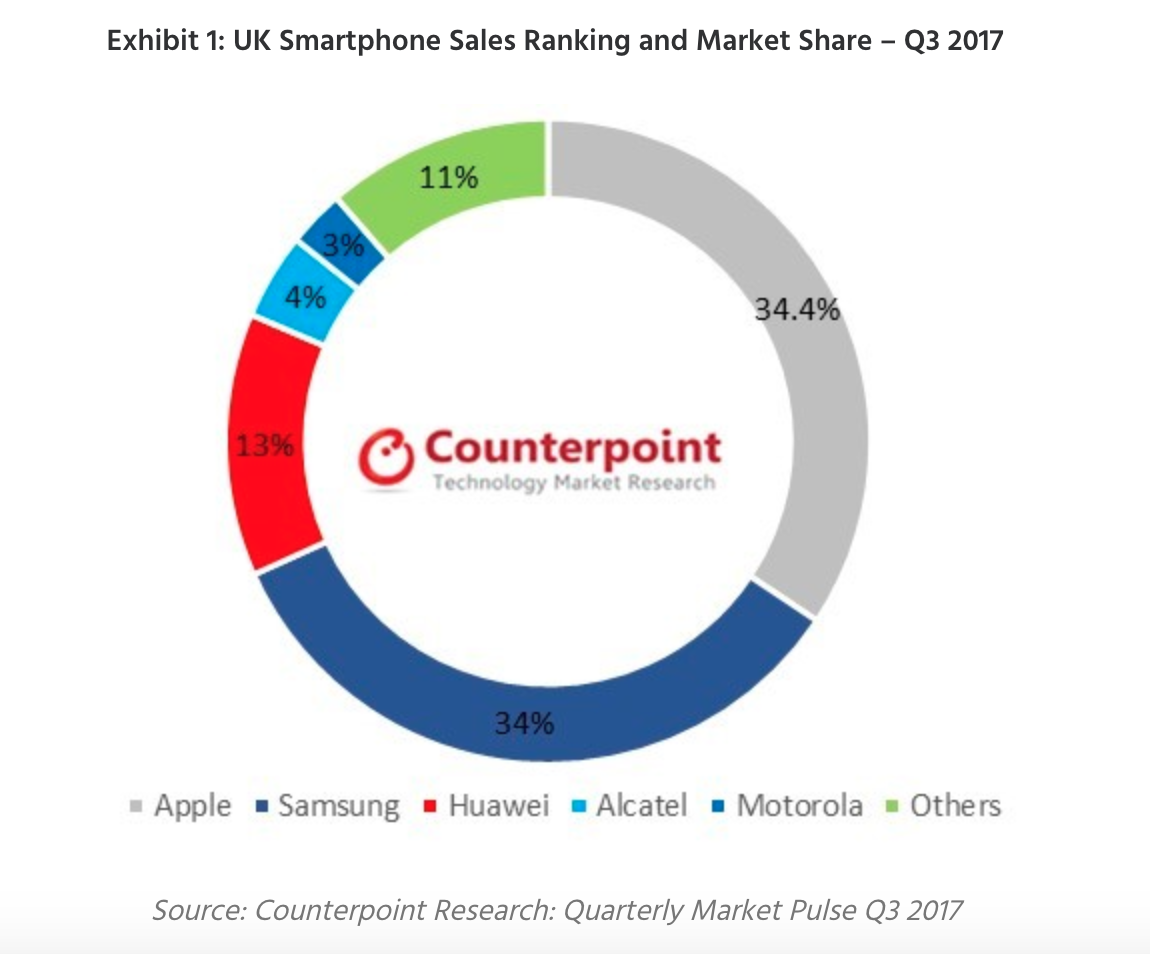 Exhibit 1: UK Smartphone Sales Ranking and Market Share – Q3 2017
11%
3%
4%
34.4%
13%
Counterpoint
Technology Market Research
34%
Apple Samsung Huawei Alcatel Motorola Others
Source: Counterpoint Research: Quarterly Market Pulse Q3 2017